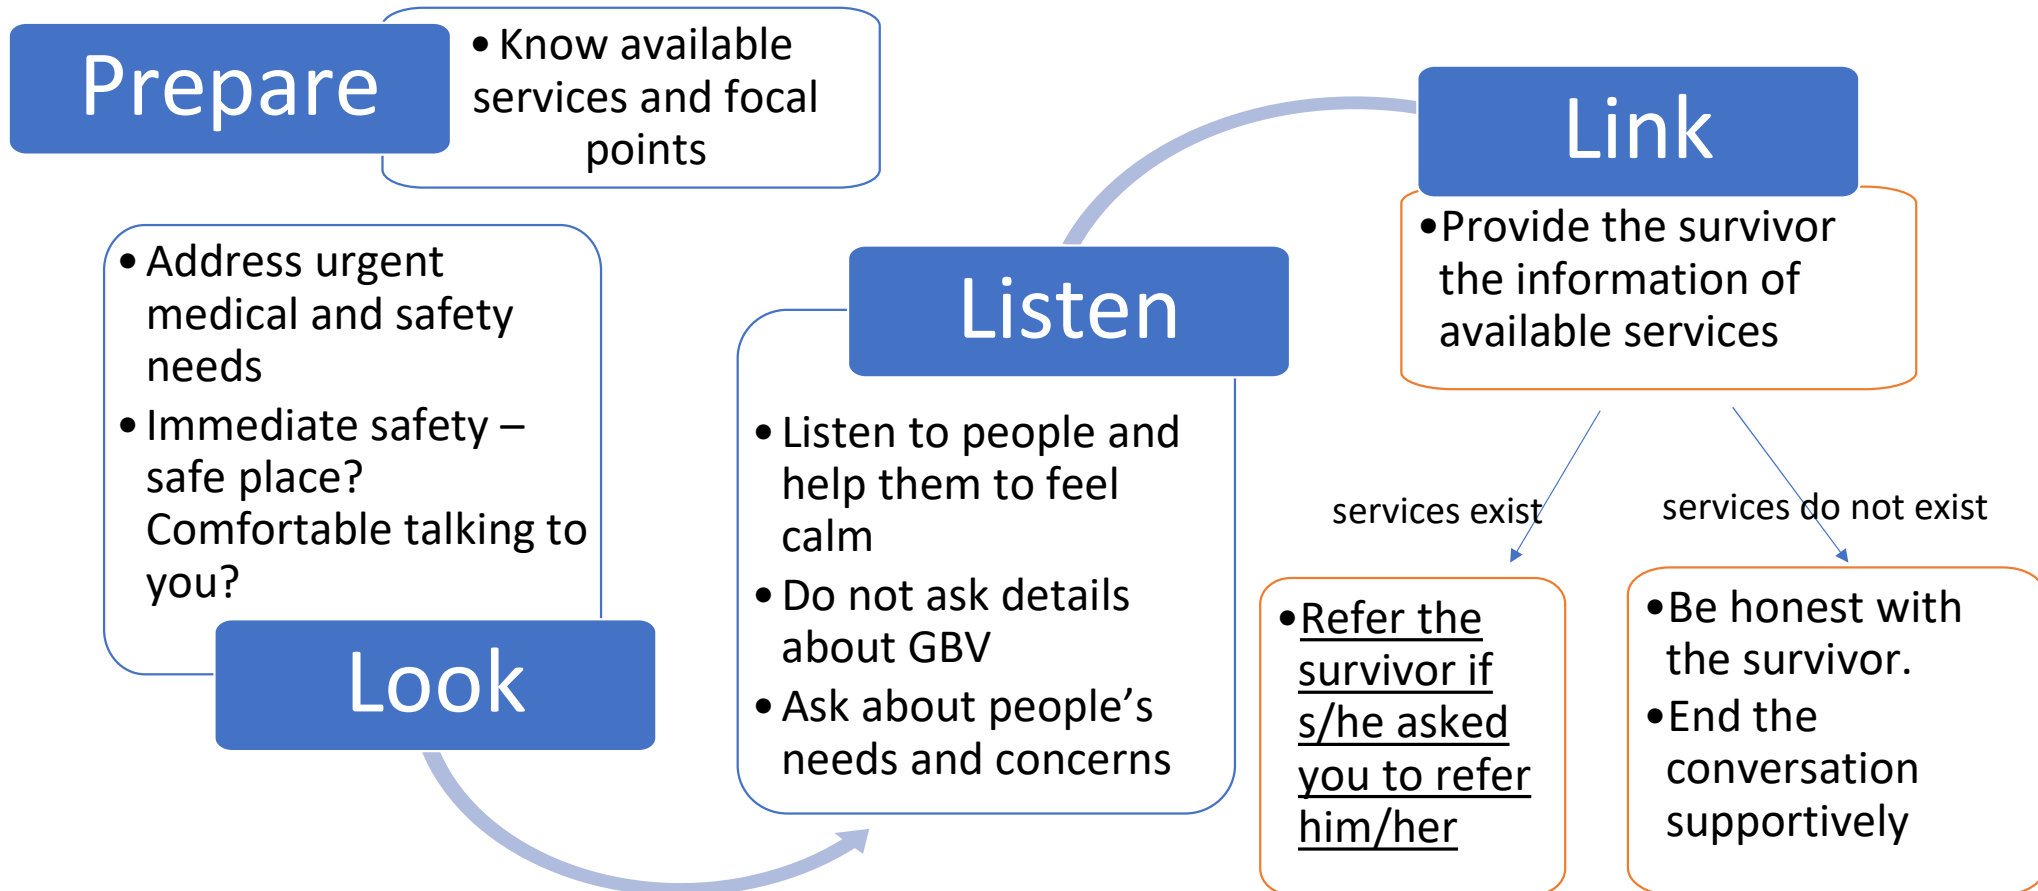 Prepare
• Know available
services and focal
points
• Address urgent
medical and safety
needs
• Immediate safety –
safe place?
Comfortable talking to
you?
Look
Listen
• Listen to people and
help them to feel
calm
• Do not ask details
about GBV
• Ask about people’s
needs and concerns
Link
•Provide the survivor
the information of
available services
services exist
•Refer the
survivor if
s/he asked
you to refer
him/her
services do not exist
•Be honest with
the survivor.
•End the
conversation
supportively